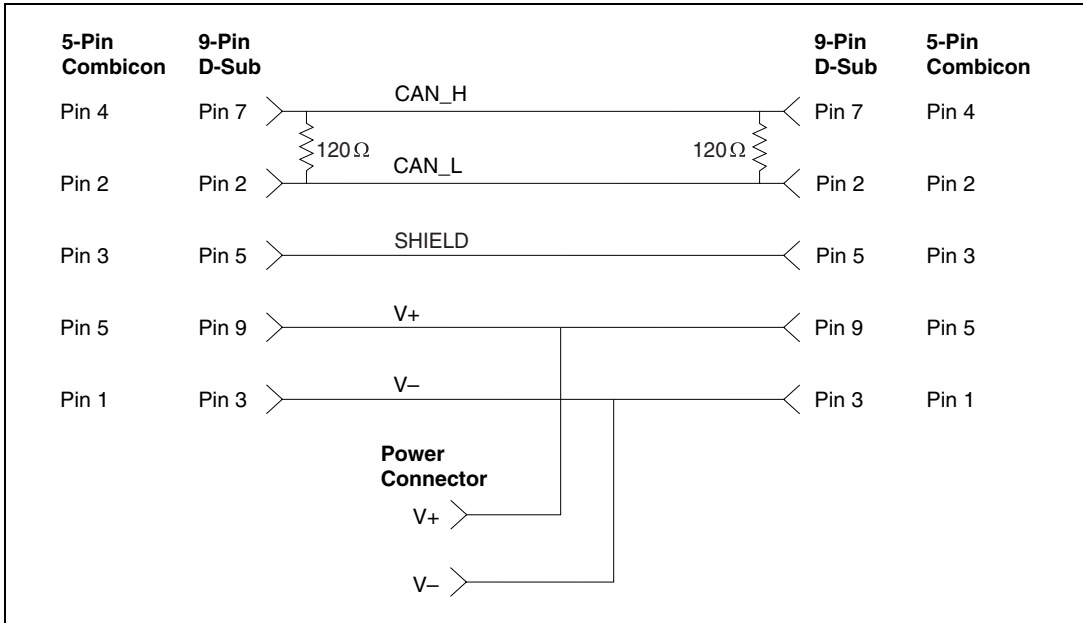 5-Pin Combicon 9-Pin D-Sub 9-Pin D-Sub 5-Pin Combicon
Pin 4 Pin 7 CAN_H Pin 7 Pin 4
120Ω 120Ω
Pin 2 Pin 2 CAN_L Pin 2 Pin 2
Pin 3 Pin 5 SHIELD Pin 5 Pin 3
Pin 5 Pin 9 V+ Pin 9 Pin 5
Pin 1 Pin 3 V– Pin 3 Pin 1
Power
Connector
V+
V–